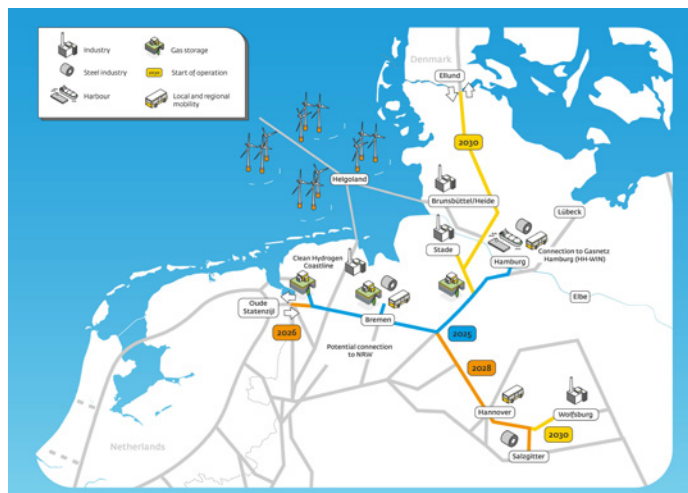 Industry
Gas storage
Steel industry
2030
Start of operation
Harbour
Local and regional
mobility
Denmark
Ellund
2030
Helgoland
Brunsbüttel/Heide
Lübeck
Stade
Connection to Gasnetz
Hamburg (HH-WIN)
Hamburg
Clean Hydrogen
Coastline
Elbe
Oude
Statenzijl
Bremen
2026
2025
Potential connection
to NRW
2028
Hannover
Wolfsburg
2030
Netherlands
Salzgitter